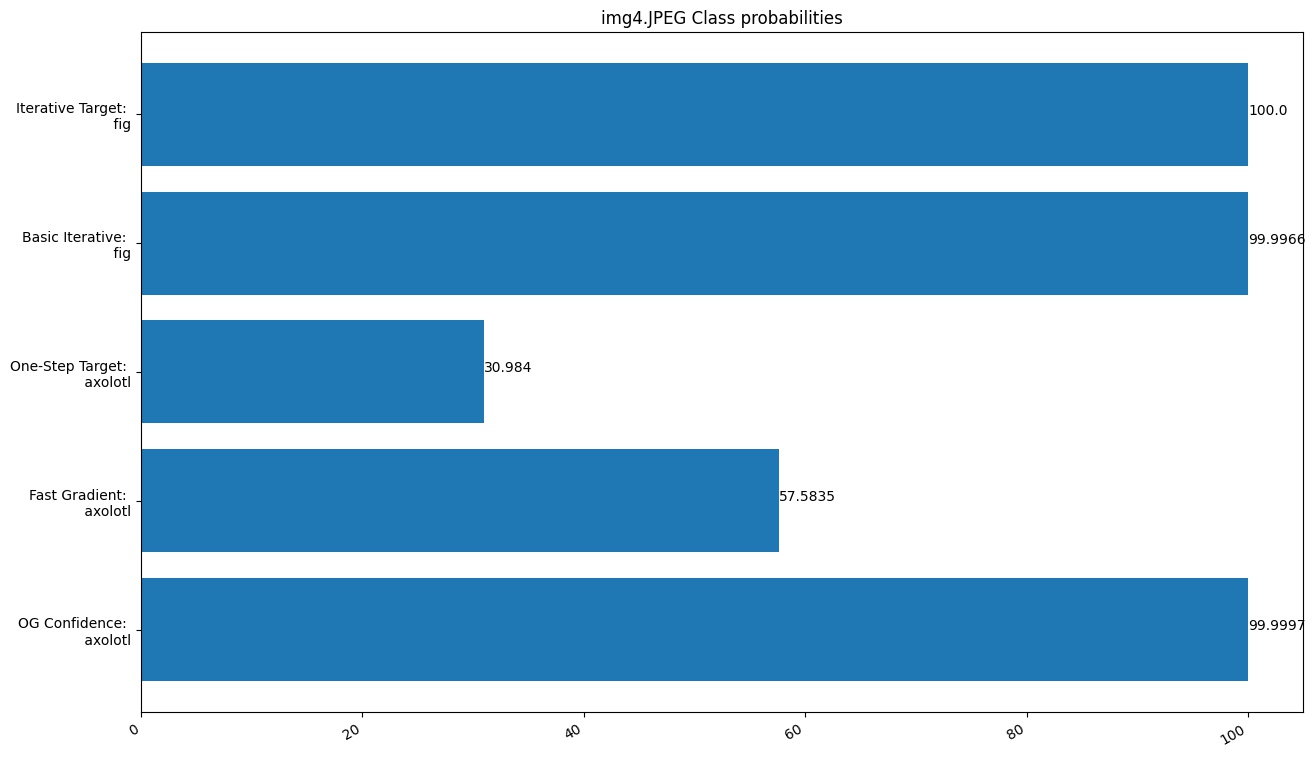 img4.JPEG Class probabilities
Iterative Target:
fig
100.0
Basic Iterative:
fig
99.9966
One-Step Target:
axolotl
30.984
Fast Gradient:
axolotl
57.5835
OG Confidence:
axolotl
99.9997
0
20
40
60
80
100